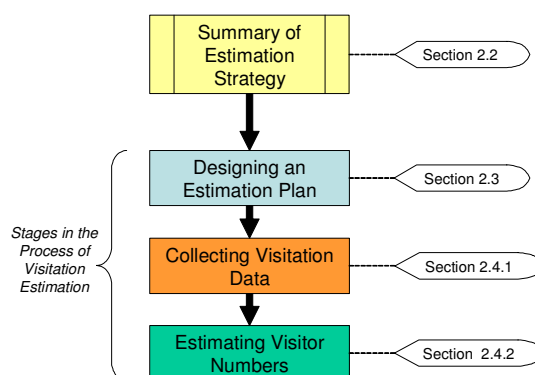 Summary of
Estimation
Strategy
Section 2.2
Designing an
Estimation Plan
Section 2.3
Stages in the
Process of
Visitation
Estimation
Collecting Visitation
Data
Section 2.4.1
Estimating Visitor
Numbers
Section 2.4.2